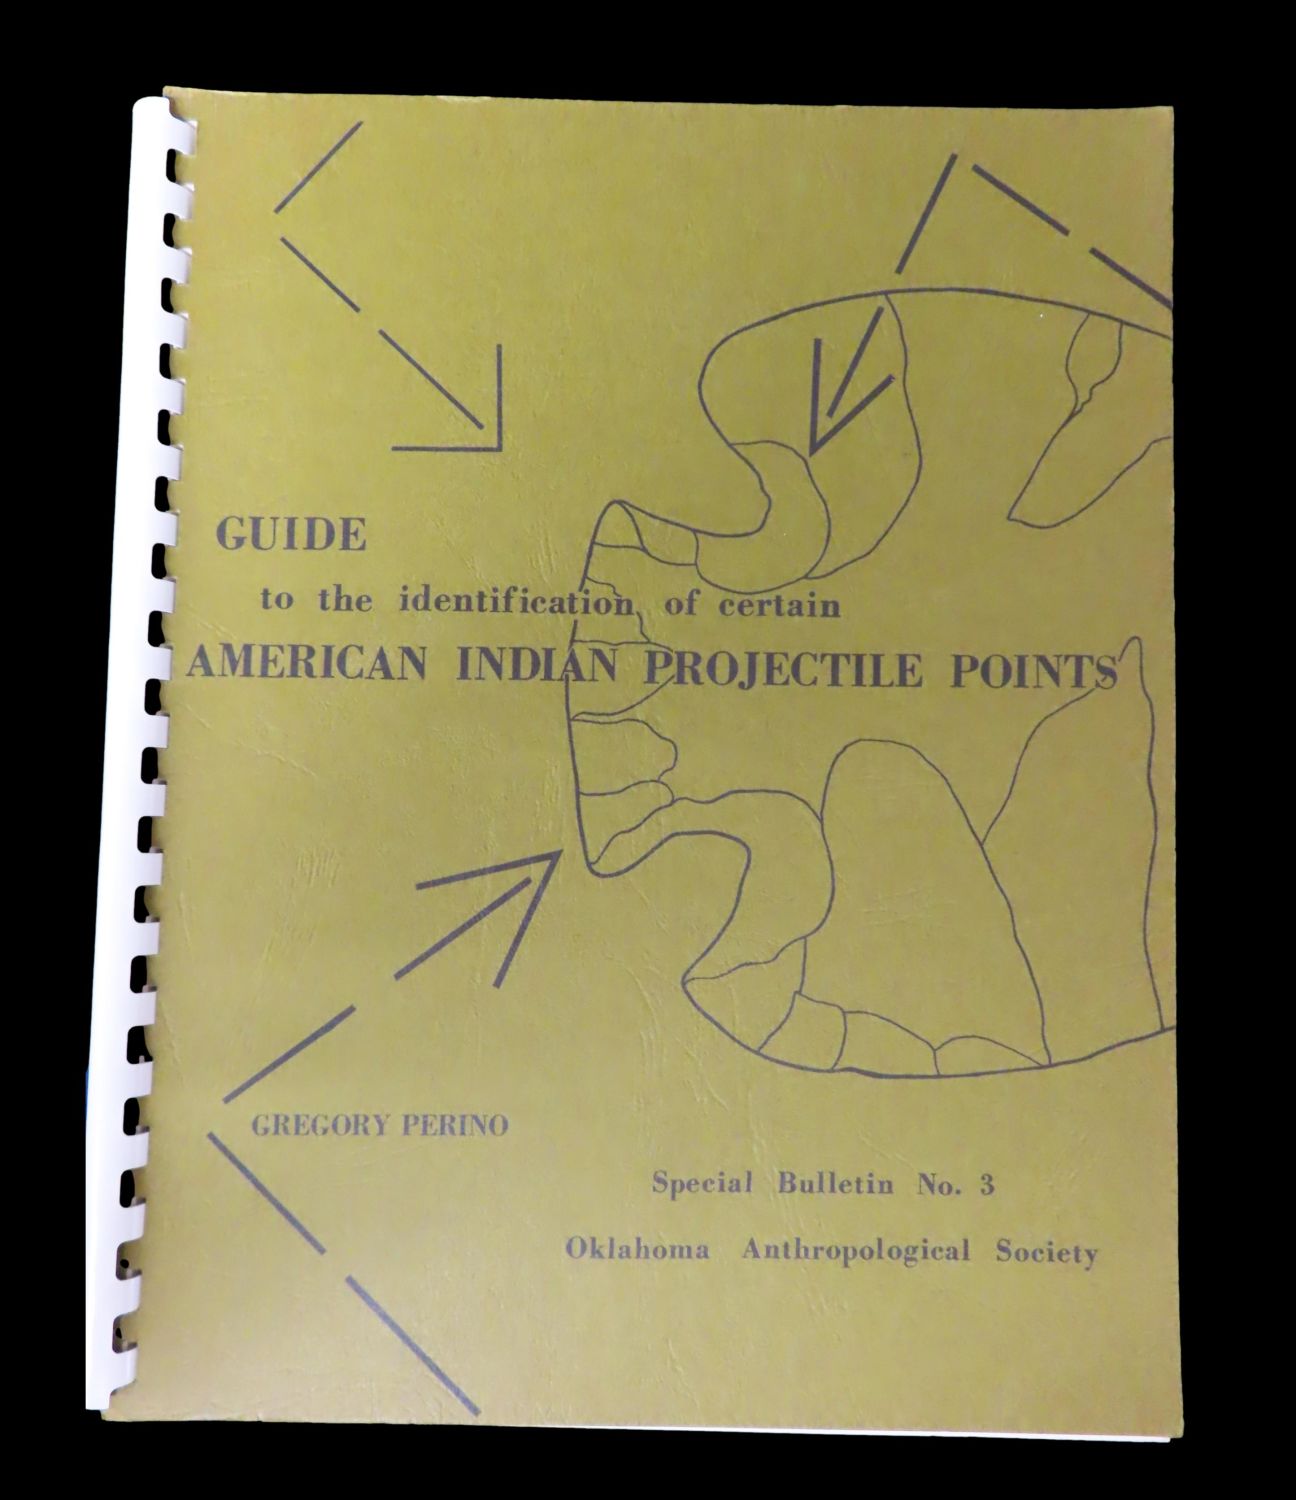 GUIDE
to the identification of certain
AMERICAN INDIAN PROJECTILE POINTS
GREGORY PERINO
Special Bulletin No. 3
Oklahoma Anthropological Society